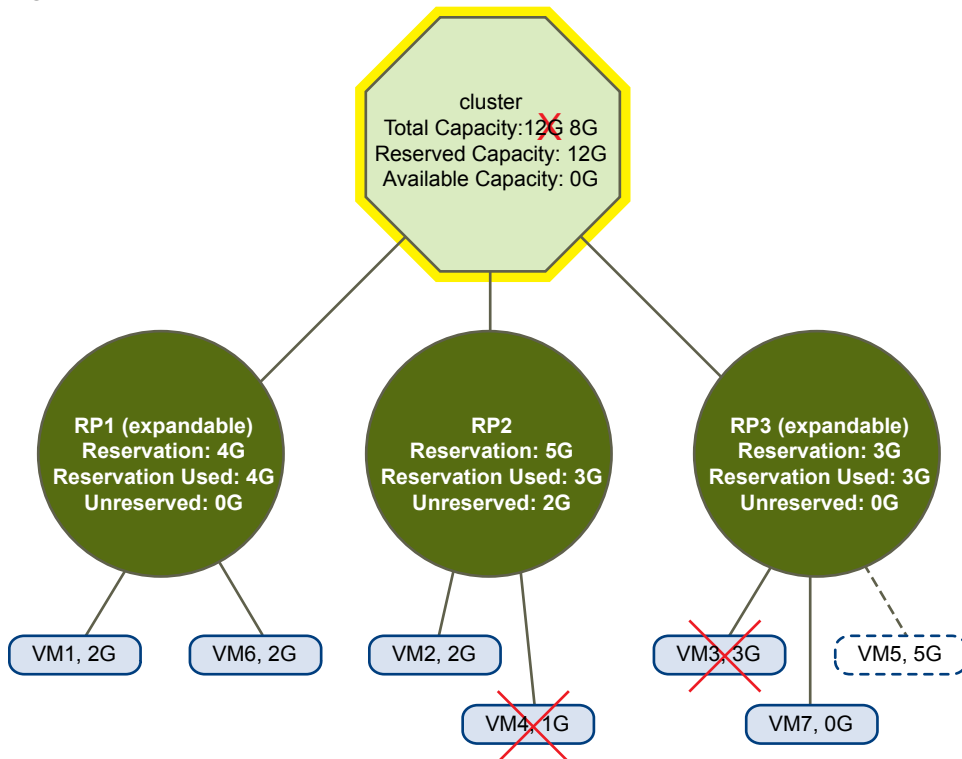 cluster
Total Capacity:12G 8G
Reserved Capacity: 12G
Available Capacity: 0G
RP1 (expandable)
Reservation: 4G
Reservation Used: 4G
Unreserved: 0G
RP2
Reservation: 5G
Reservation Used: 3G
Unreserved: 2G
RP3 (expandable)
Reservation: 3G
Reservation Used: 3G
Unreserved: 0G
VM1, 2G
VM6, 2G
VM2, 2G
VM3, 3G
VM5, 5G
VM4, 1G
VM7, 0G